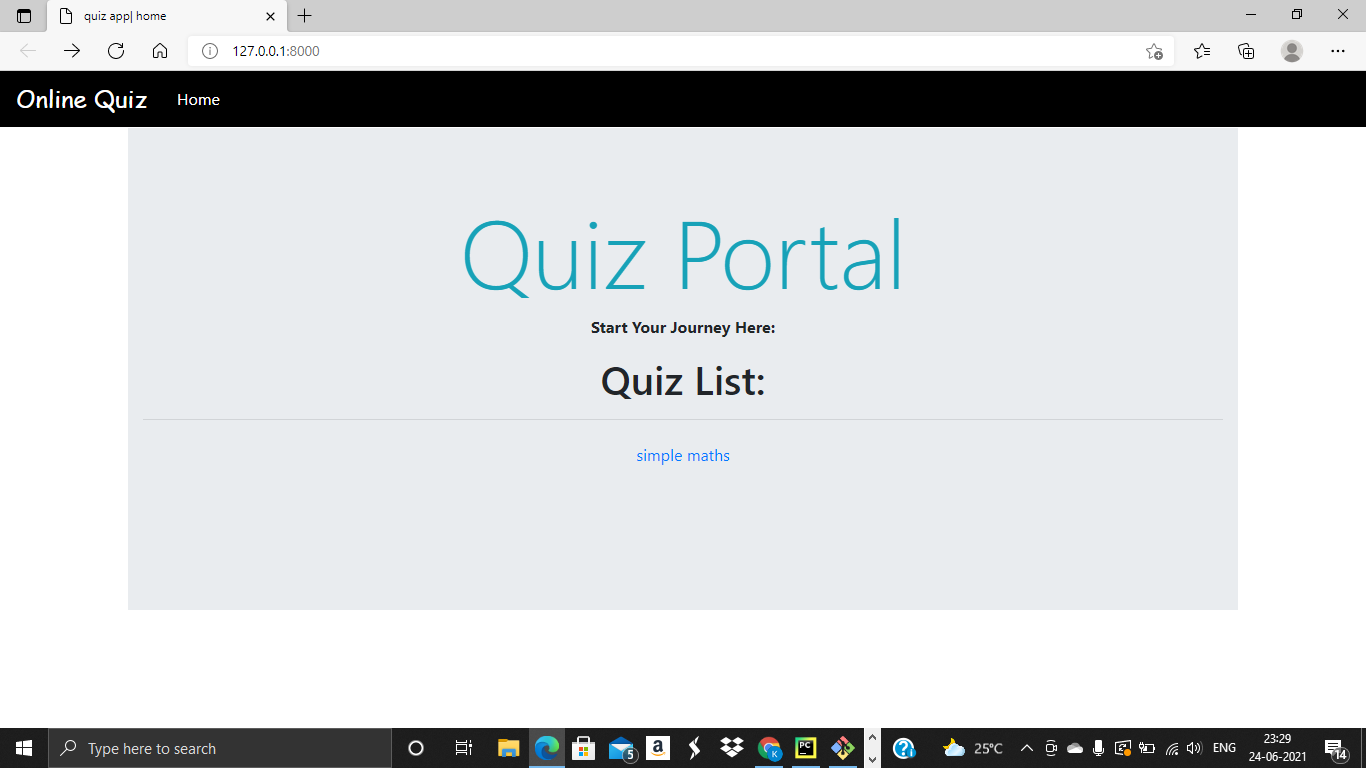 quiz app| home
127.0.0.1:8000
Online Quiz
Home
Quiz Portal
Start Your Journey Here:
Quiz List:
simple maths
Type here to search
5
a
K
PC
25°C
ENG
23:29
24-06-2021
14